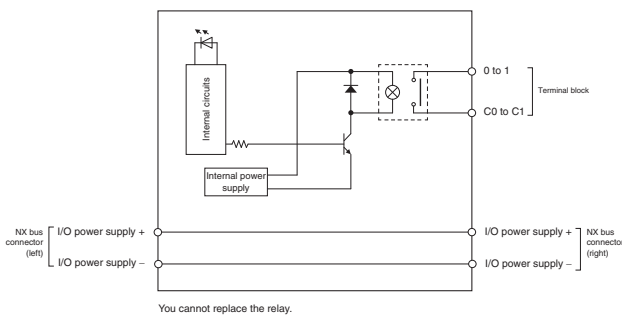 Internal circuits
0 to 1
Terminal block
C0 to C1
Internal power
supply
NX bus
connector
(left)
I/O power supply +
I/O power supply −
I/O power supply +
I/O power supply −
NX bus
connector
(right)
You cannot replace the relay.